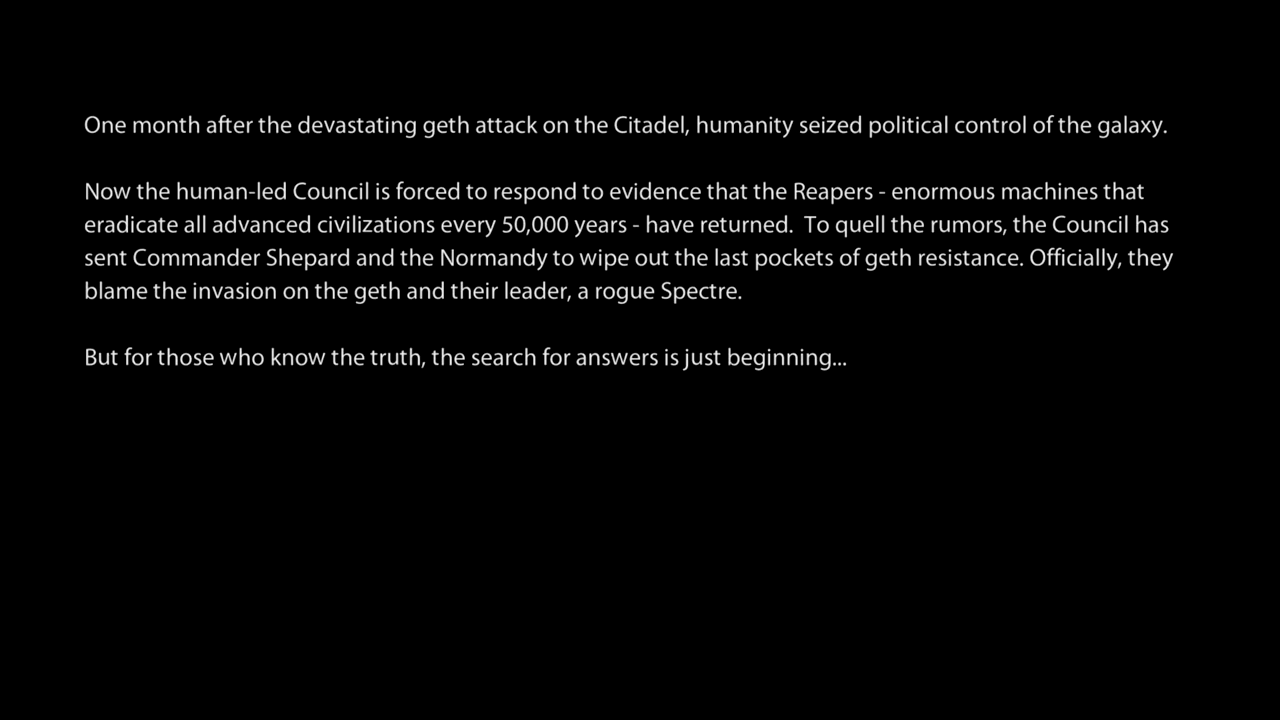 One month after the devastating geth attack on the Citadel, humanity seized political control of the galaxy.
Now the human-led Council is forced to respond to evidence that the Reapers - enormous machines that
eradicate all advanced civilizations every 50,000 years - have returned.  To quell the rumors, the Council has
sent Commander Shepard and the Normandy to wipe out the last pockets of geth resistance. Officially, they
blame the invasion on the geth and their leader, a rogue Spectre.
But for those who know the truth, the search for answers is just beginning...